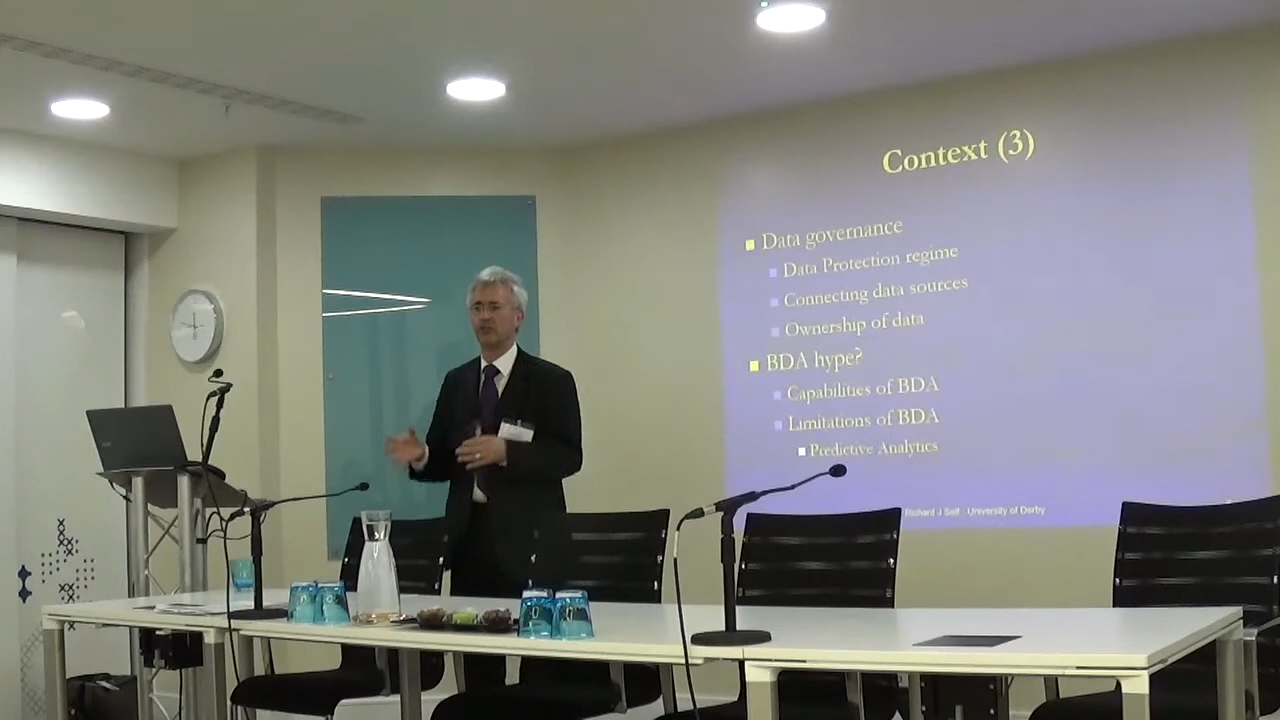 Context (3)
Data governance
Data Protection regime
Connecting data sources
Ownership of data
BDA hype?
Capabilities of BDA
Limitations of BDA
Predictive Analytics
Richard J Self - University of Derby